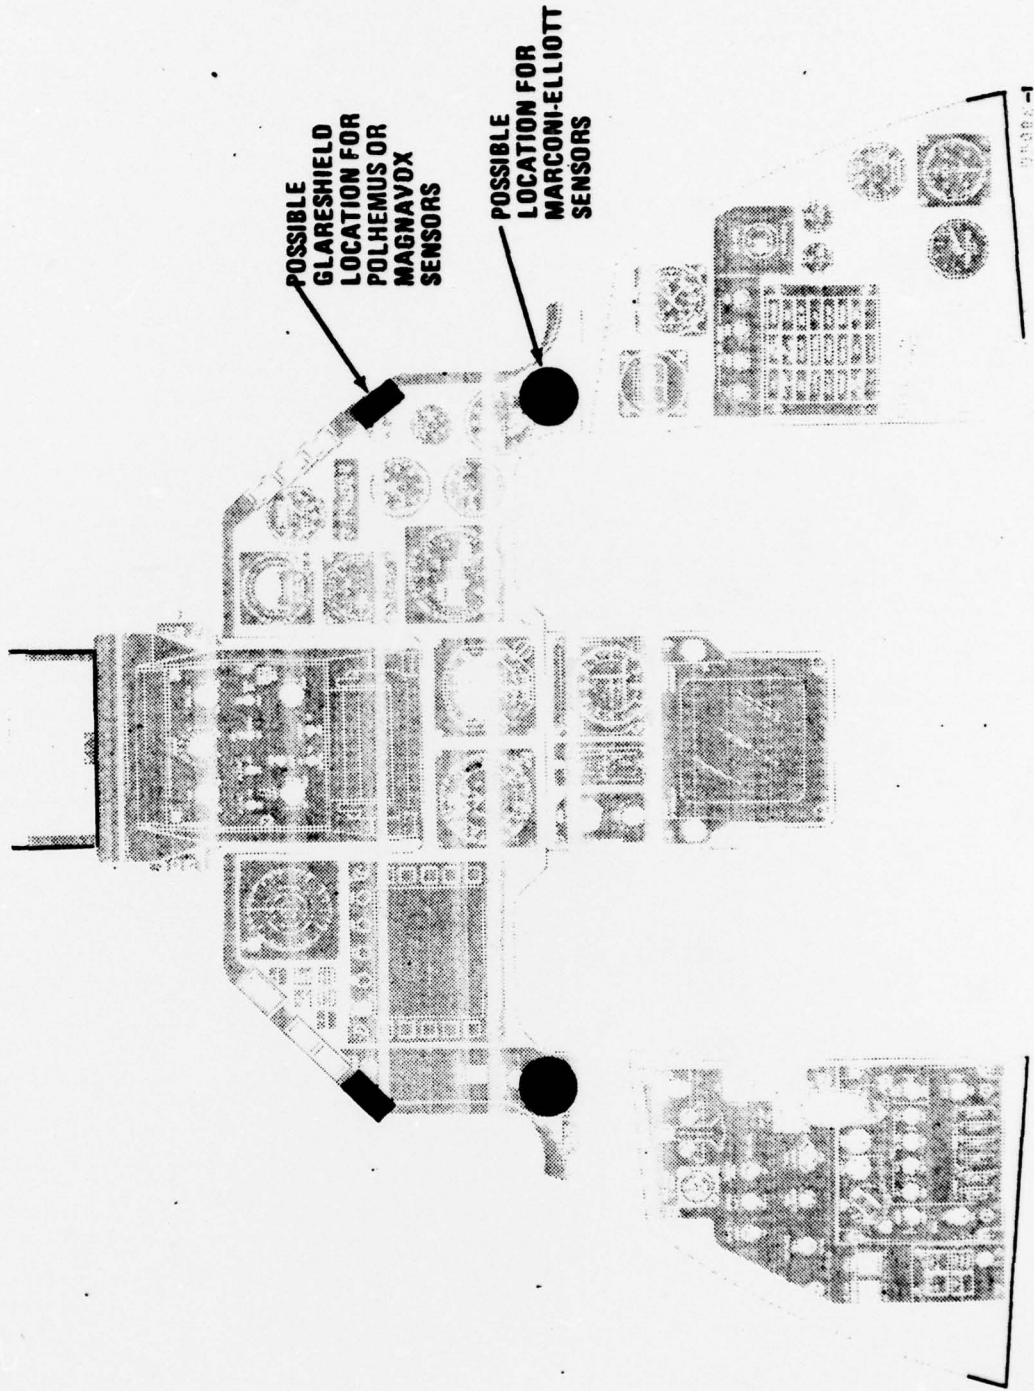 POSSIBLE
GLARESHIELD
LOCATION FOR
POLHEMUS OR
MAGNAVOX
SENSORS
POSSIBLE
LOCATION FOR
MARCONI-ELLIOTT
SENSORS